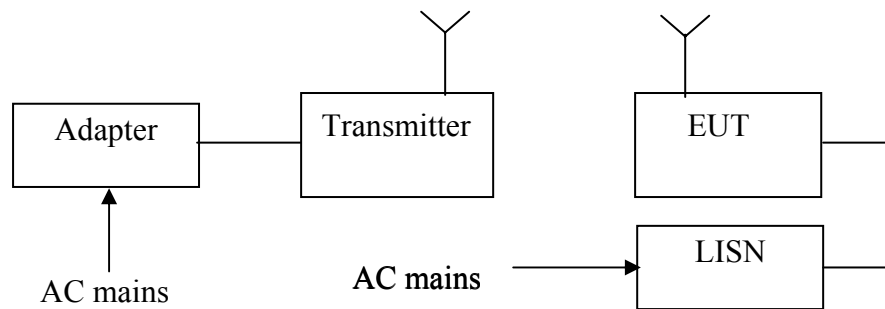 Adapter
Transmitter
EUT
LISN
AC mains
AC mains